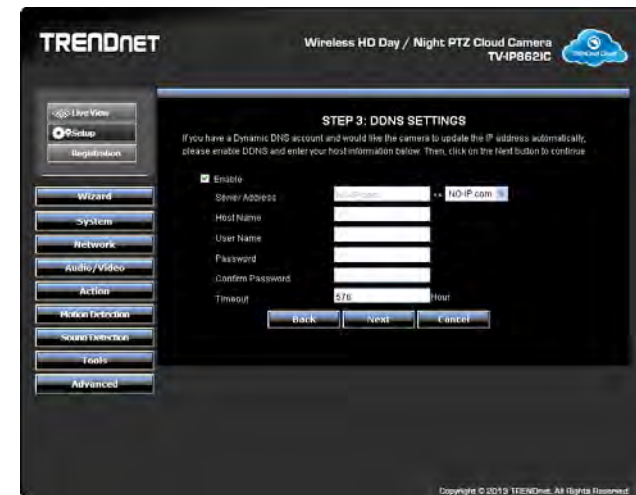 TRENDNET
Wireless HD Day / Night PTZ Cloud Camera
TV-IP862IC
Live View
Setup
Registration
Wizard
System
Network
Audio/Video
Action
Motion Detection
Sound Detection
Tools
Advanced
STEP 3: DDNS SETTINGS
If you have a Dynamic DNS account and would like the camera to update the IP address automatically,
please enable DDNS and enter your host information below. Then, click on the Next button to continue
Enable
Server Address
<< NO-IP.com
Host Name
User Name
Password
Confirm Password
Timeout
576
Hour
Back
Next
Cancel
Copyright © 2013 TRENDnet. All Rights Reserved.